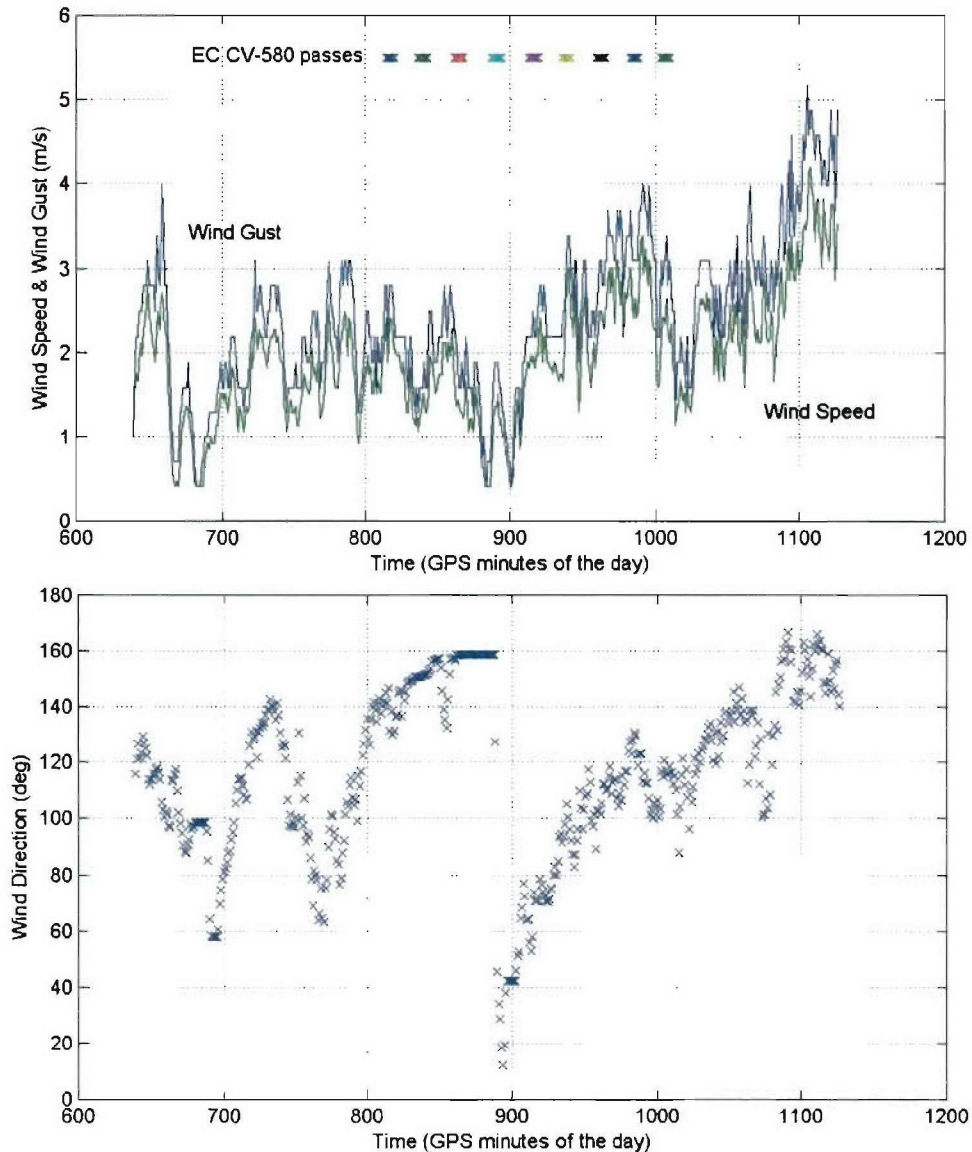 6
EC CV-580 passes
5
4
Wind Gust
3
2
Wind Speed
1
0
Wind Speed & Wind Gust (m/s)
600 700 800 900 1000 1100 1200
Time (GPS minutes of the day)
180
160
140
120
100
80
60
40
20
0
Wind Direction (deg)
600 700 800 900 1000 1100 1200
Time (GPS minutes of the day)